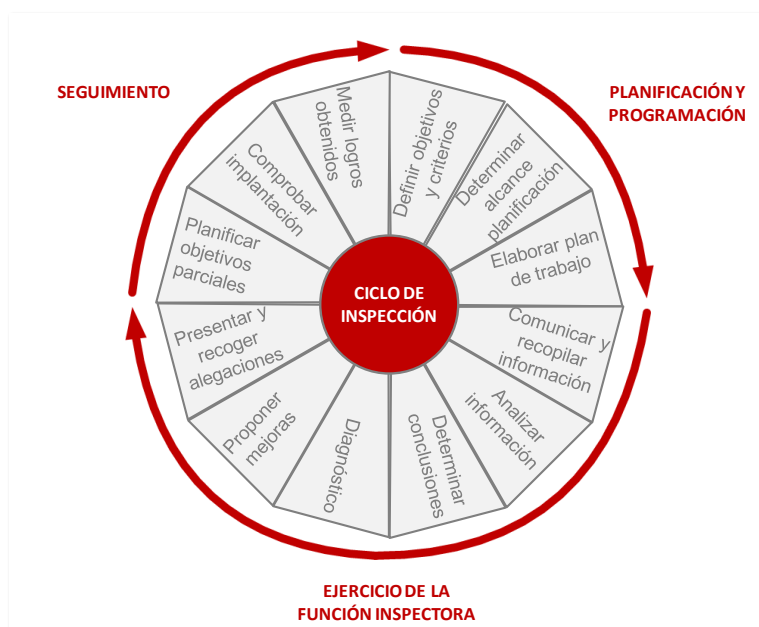 SEGUIMIENTO
PLANIFICACIÓN Y
PROGRAMACIÓN
Definir objetivos
y criterios
Determinar
alcance
planificación
Elaborar plan
de trabajo
Comunicar y
recopilar
información
Analizar
información
Determinar
conclusiones
Diagnóstico
Proponer
mejoras
Presentar y
recoger
alegaciones
Planificar
objetivos
parciales
Comprobar
implantación
Medir logros
obtenidos
CICLO DE
INSPECCIÓN
EJERCICIO DE LA
FUNCIÓN INSPECTORA